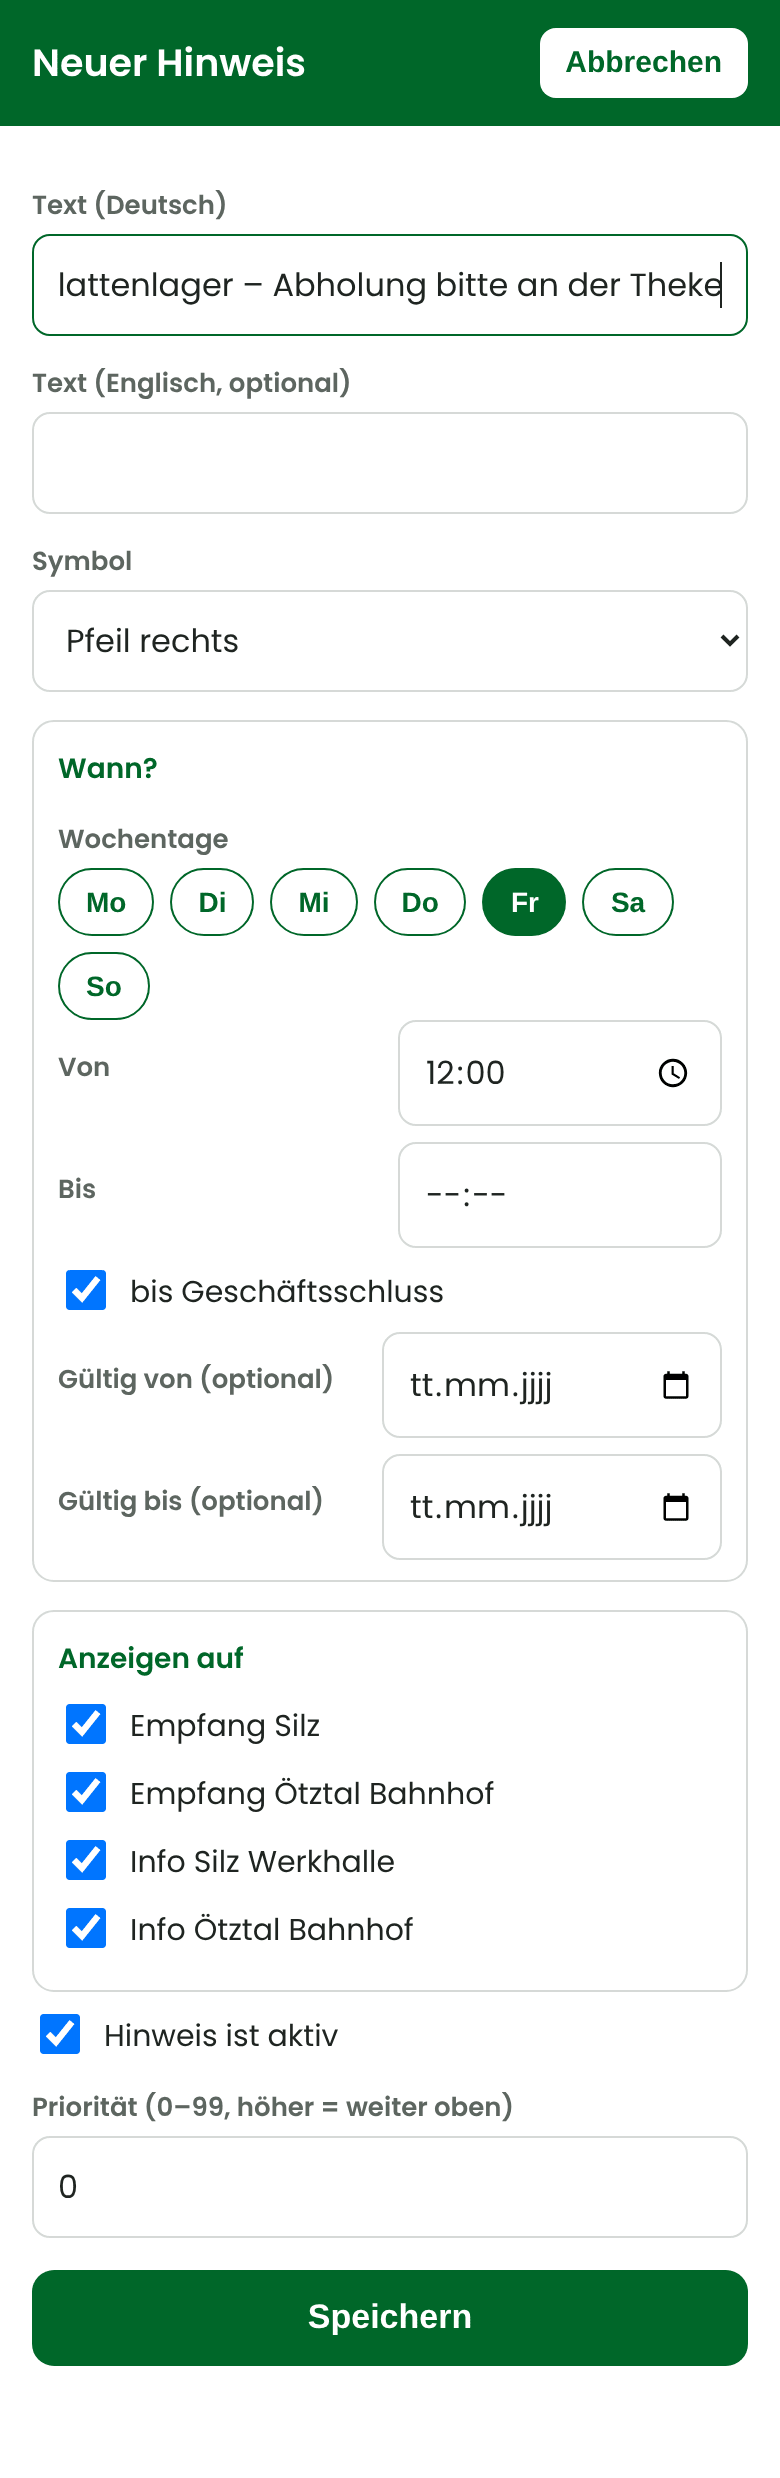 Neuer Hinweis
Abbrechen
Text (Deutsch)
lattenlager – Abholung bitte an der Theke
Text (Englisch, optional)
Symbol
Pfeil rechts
Wann?
Wochentage
Mo Di Mi Do Fr Sa
So
Von 12:00
Bis --:--
bis Geschäftsschluss
Gültig von (optional) tt.mm.jjjj
Gültig bis (optional) tt.mm.jjjj
Anzeigen auf
Empfang Silz
Empfang Ötztal Bahnhof
Info Silz Werkhalle
Info Ötztal Bahnhof
Hinweis ist aktiv
Priorität (0–99, höher = weiter oben)
0
Speichern